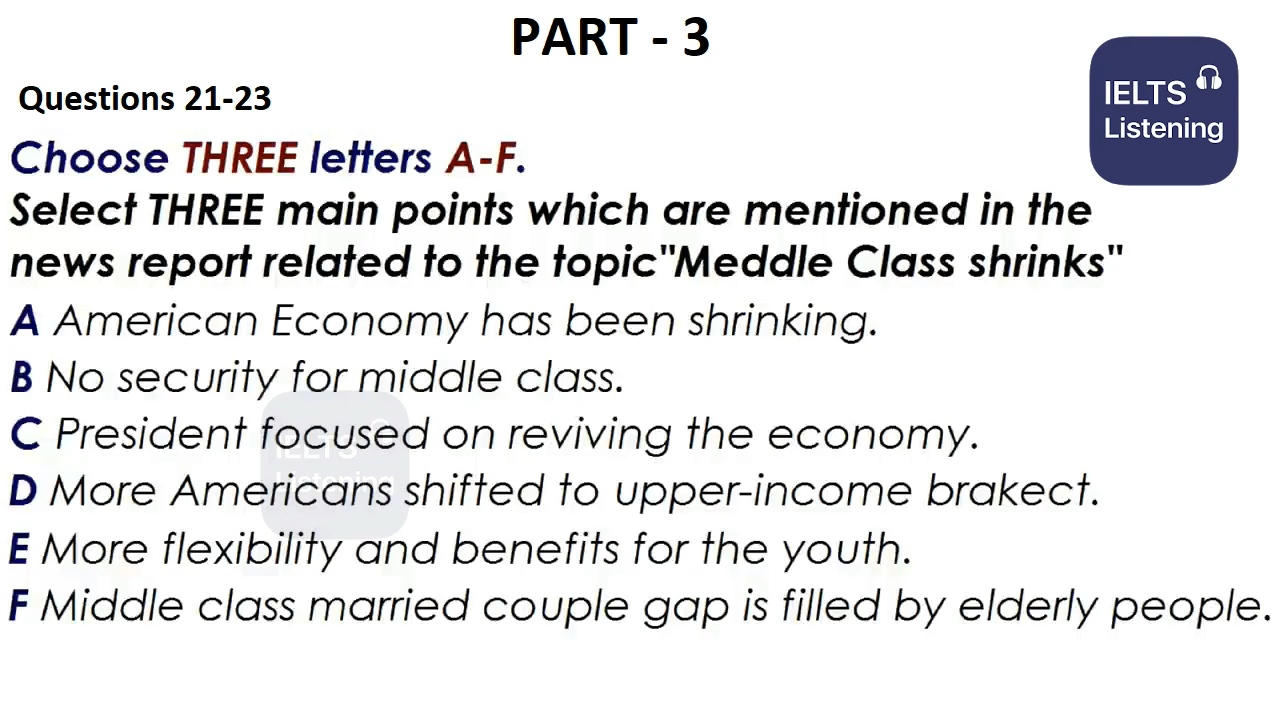 PART - 3
IELTS
Listening
Questions 21-23
Choose THREE letters A-F.
Select THREE main points which are mentioned in the
news report related to the topic"Meddle Class shrinks"
A American Economy has been shrinking.
B No security for middle class.
C President focused on reviving the economy.
IELTS
Listening
D More Americans shifted to upper-income brakect.
E More flexibility and benefits for the youth.
F Middle class married couple gap is filled by elderly people.